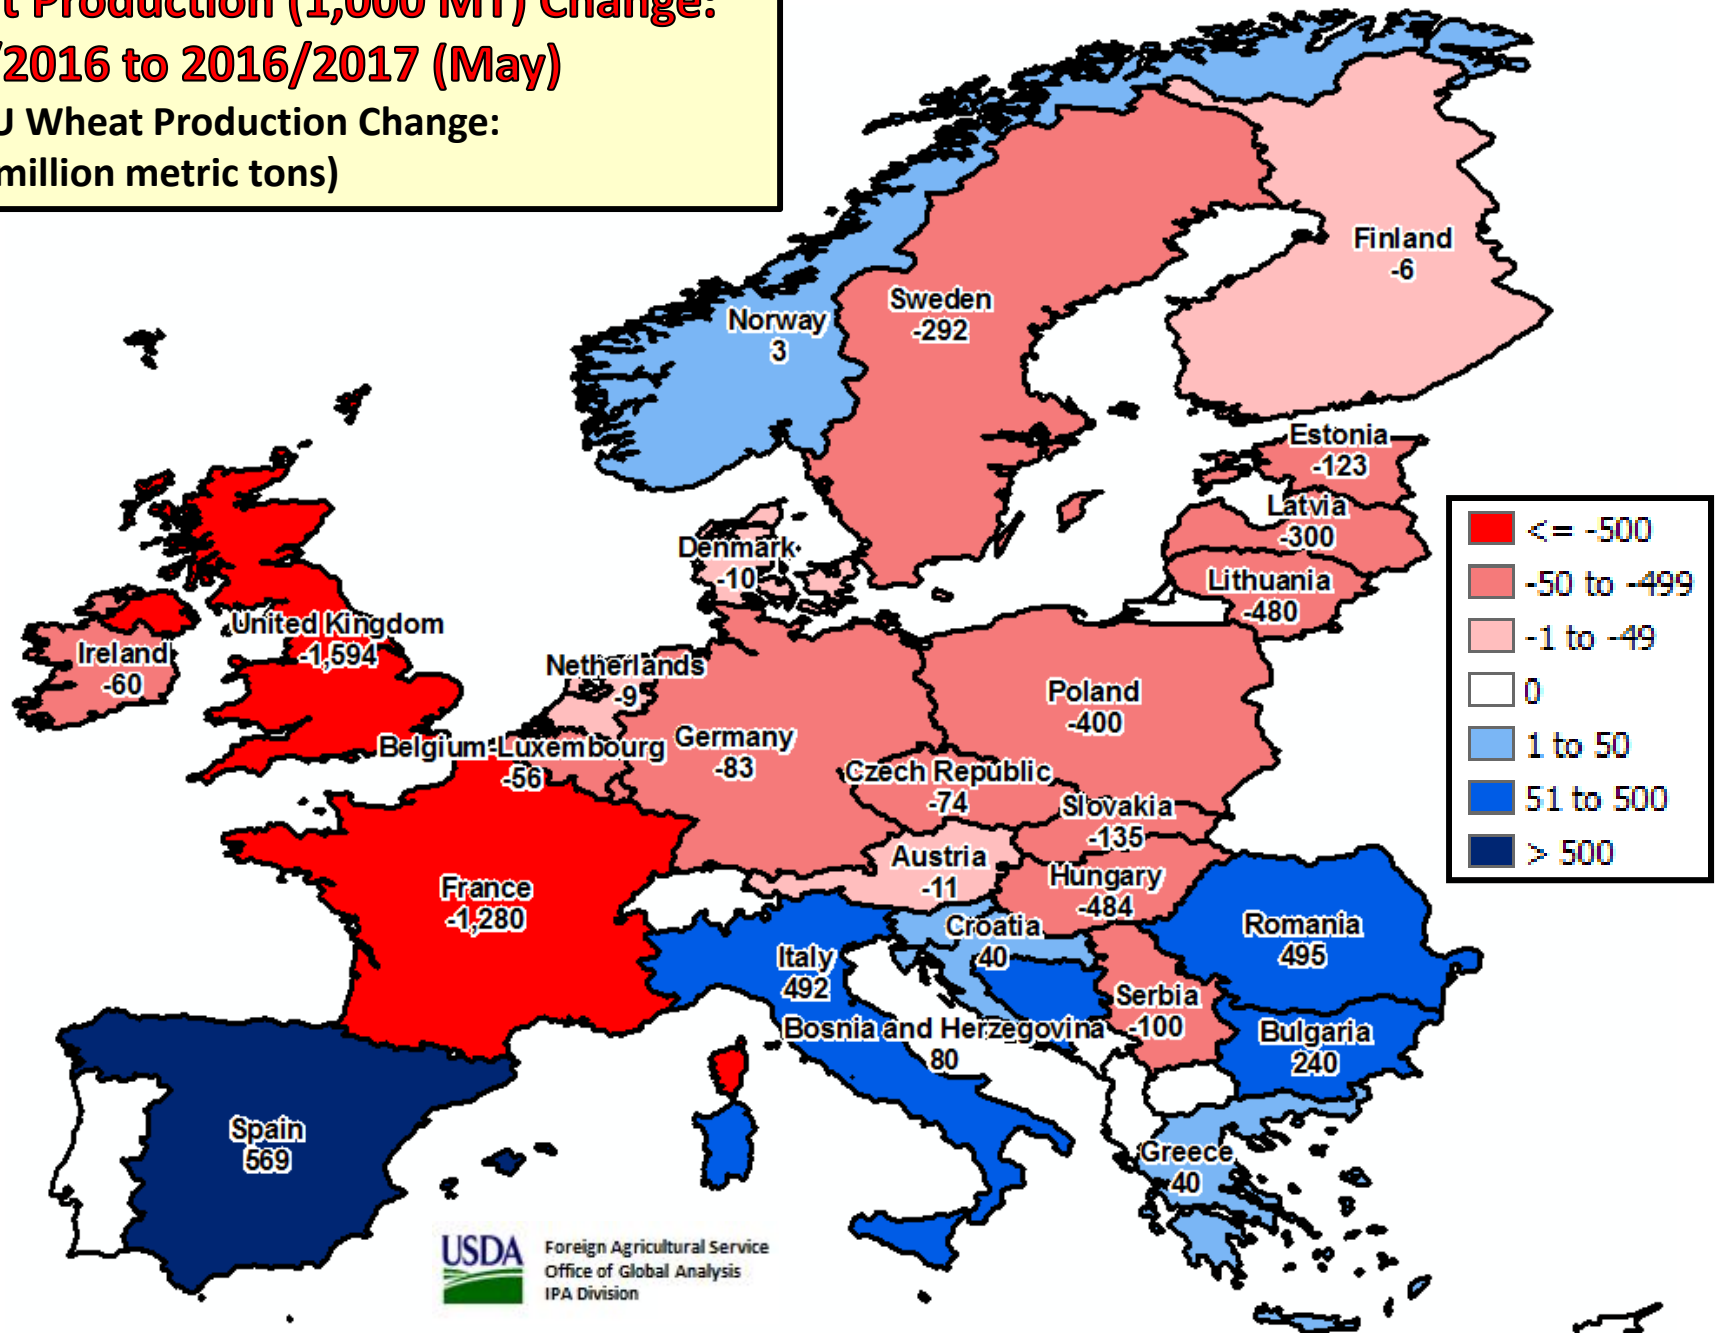 t Production (1,000 MT) Change:
/2016 to 2016/2017 (May)
U Wheat Production Change:
million metric tons)
Finland
-6
Sweden
-292
Norway
3
Estonia
-123
Latvia
-300
Lithuania
-480
Denmark
-10
United Kingdom
-1,594
Ireland
-60
Netherlands
-9
Poland
-400
Germany
-83
Belgium-Luxembourg
-56
Czech Republic
-74
Slovakia
-135
Austria
-11
Hungary
-484
France
-1,280
Croatia
40
Romania
495
Italy
492
Serbia
-100
Bosnia and Herzegovina
80
Bulgaria
240
Spain
569
Greece
40
<= -500
-50 to -499
-1 to -49
0
1 to 50
51 to 500
> 500
USDA
Foreign Agricultural Service
Office of Global Analysis
IPA Division